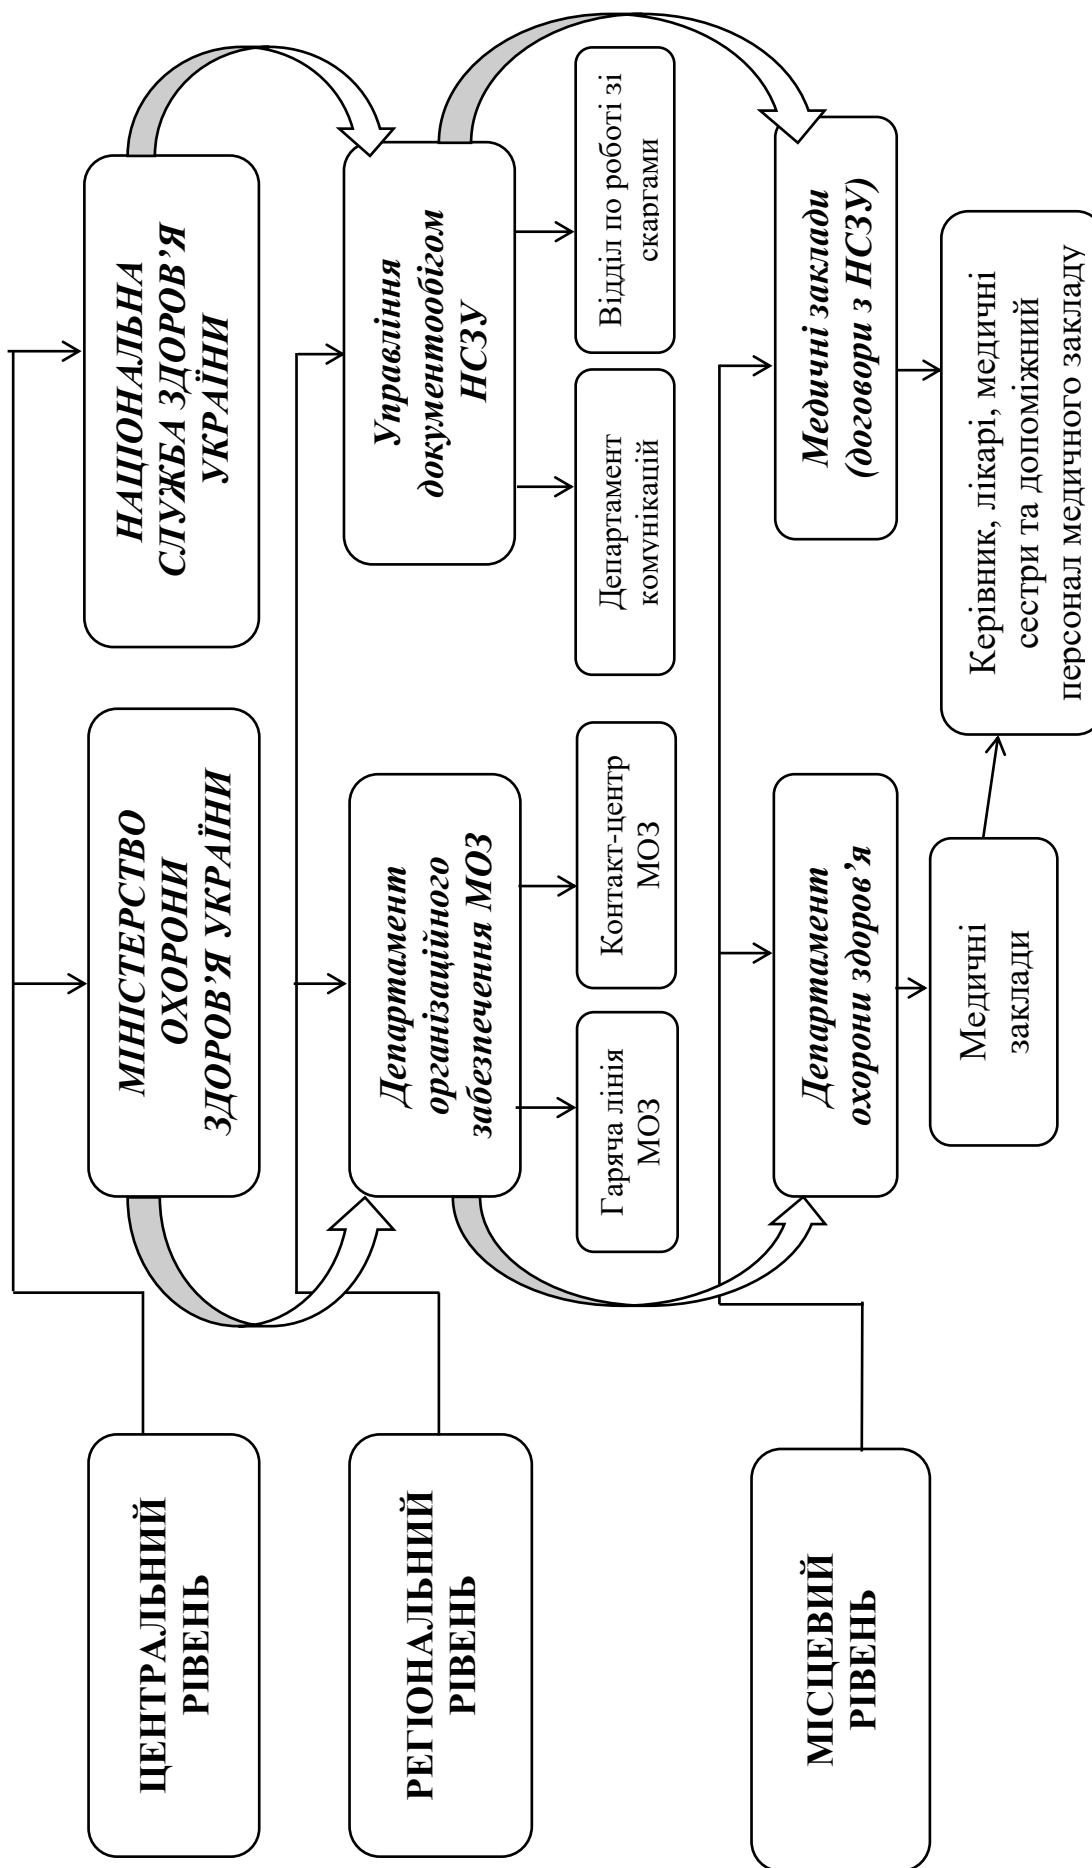 ЦЕНТРАЛЬНИЙ
РІВЕНЬ
МІНІСТЕРСТВО
ОХОРОНИ
ЗДОРОВ’Я УКРАЇНИ
НАЦІОНАЛЬНА
СЛУЖБА ЗДОРОВ’Я
УКРАЇНИ
РЕГІОНАЛЬНИЙ
РІВЕНЬ
Департамент
організаційного
забезпечення МОЗ
Управління
документообігом
НСЗУ
Гаряча лінія
МОЗ
Контакт-центр
МОЗ
Департамент
комунікацій
Відділ по роботі зі
скаргами
МІСЦЕВИЙ
РІВЕНЬ
Департамент
охорони здоров’я
Медичні заклади
(договори з НСЗУ)
Медичні
заклади
Керівник, лікарі, медичні
сестри та допоміжний
персонал медичного закладу